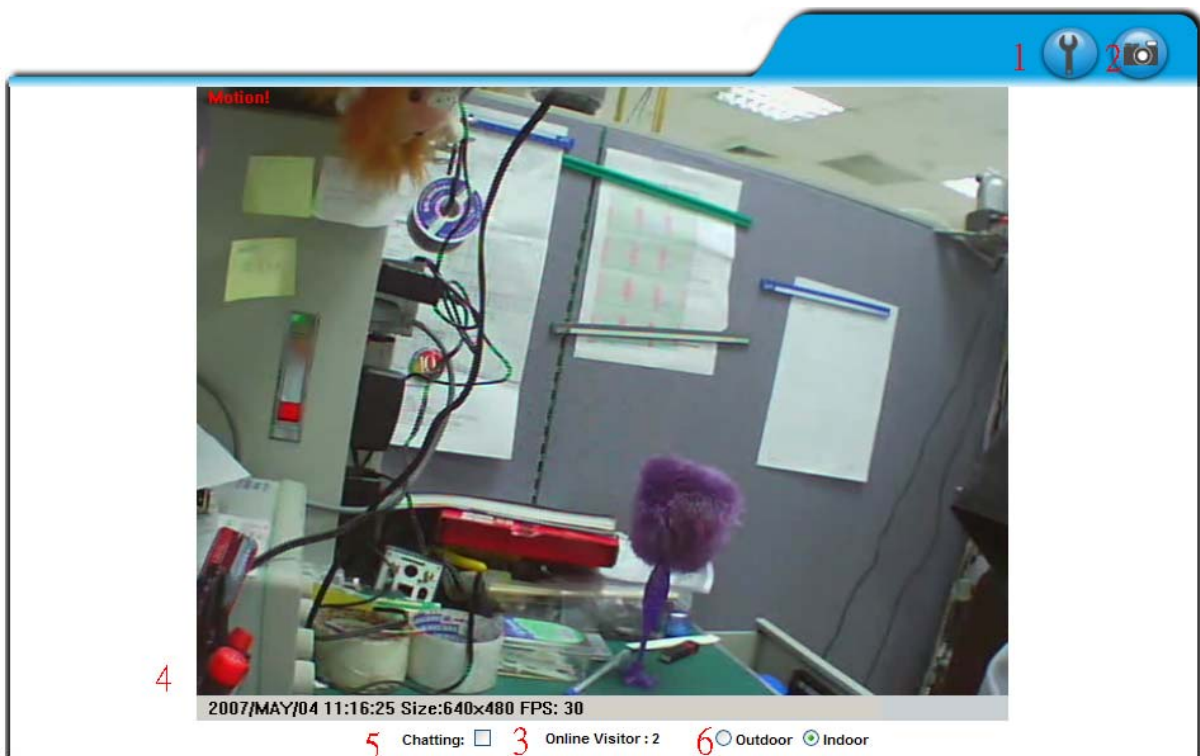 1 2
Motion!
10
4
2007/MAY/04 11:16:25 Size:640x480 FPS: 30
5 Chatting: 3 Online Visitor : 2 6 Outdoor Indoor